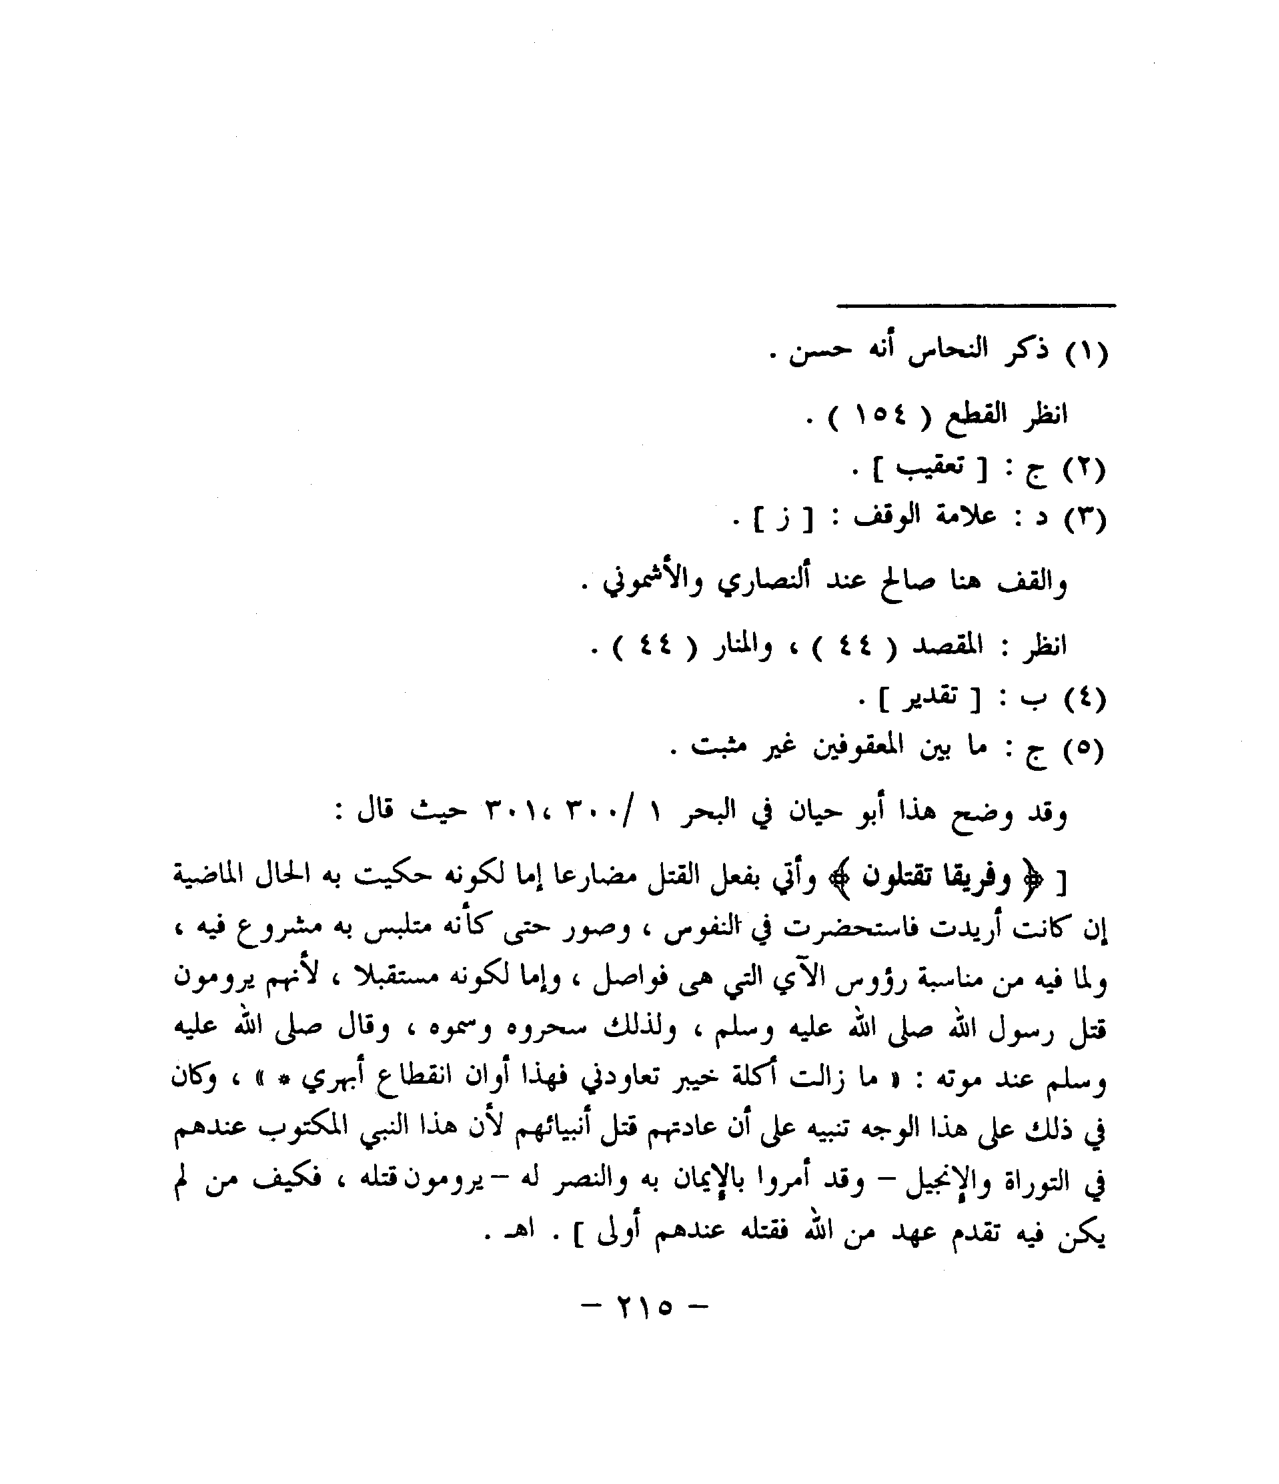 (١) ذكر النحاس أنه حسن .
انظر القطع ( ١٥٤ ) .
(٢) ج : [ تعقيب ] .
(٣) د : علامة الوقف : [ ز ] .
والقف هنا صالح عند ألنصاري والأشموني .
انظر : المقصد ( ٤٤ ) ، والمنار ( ٤٤ ) .
(٤) ب : [ تقدير ] .
(٥) ج : ما بين المعقوفين غير مثبت .
وقد وضح هذا أبو حيان في البحر ١ /٣٠٠ ،٣٠١ حيث قال :
[ ﴿ وفريقا تقتلون ﴾ وأتي بفعل القتل مضارعا إما لكونه حكيت به الحال الماضية
إن كانت أريدت فاستحضرت في النفوس ، وصور حتى كأنه متلبس به مشروع فيه ،
ولما فيه من مناسبة رؤوس الآي التي هى فواصل ، وإما لكونه مستقبلا ، لأنهم يرومون
قتل رسول الله صلى الله عليه وسلم ، ولذلك سحروه وسموه ، وقال صلى الله عليه
وسلم عند موته : « ما زالت أكلة خيبر تعاودني فهذا أوان انقطاع أبهري * » ، وكان
في ذلك على هذا الوجه تنبيه على أن عادتهم قتل أنبيائهم لأن هذا النبي المكتوب عندهم
في التوراة والإنجيل – وقد أمروا بالإيمان به والنصر له – يرومون قتله ، فكيف من لم
يكن فيه تقدم عهد من الله فقتله عندهم أولى ] . اهـ .
– ٢١٥ –